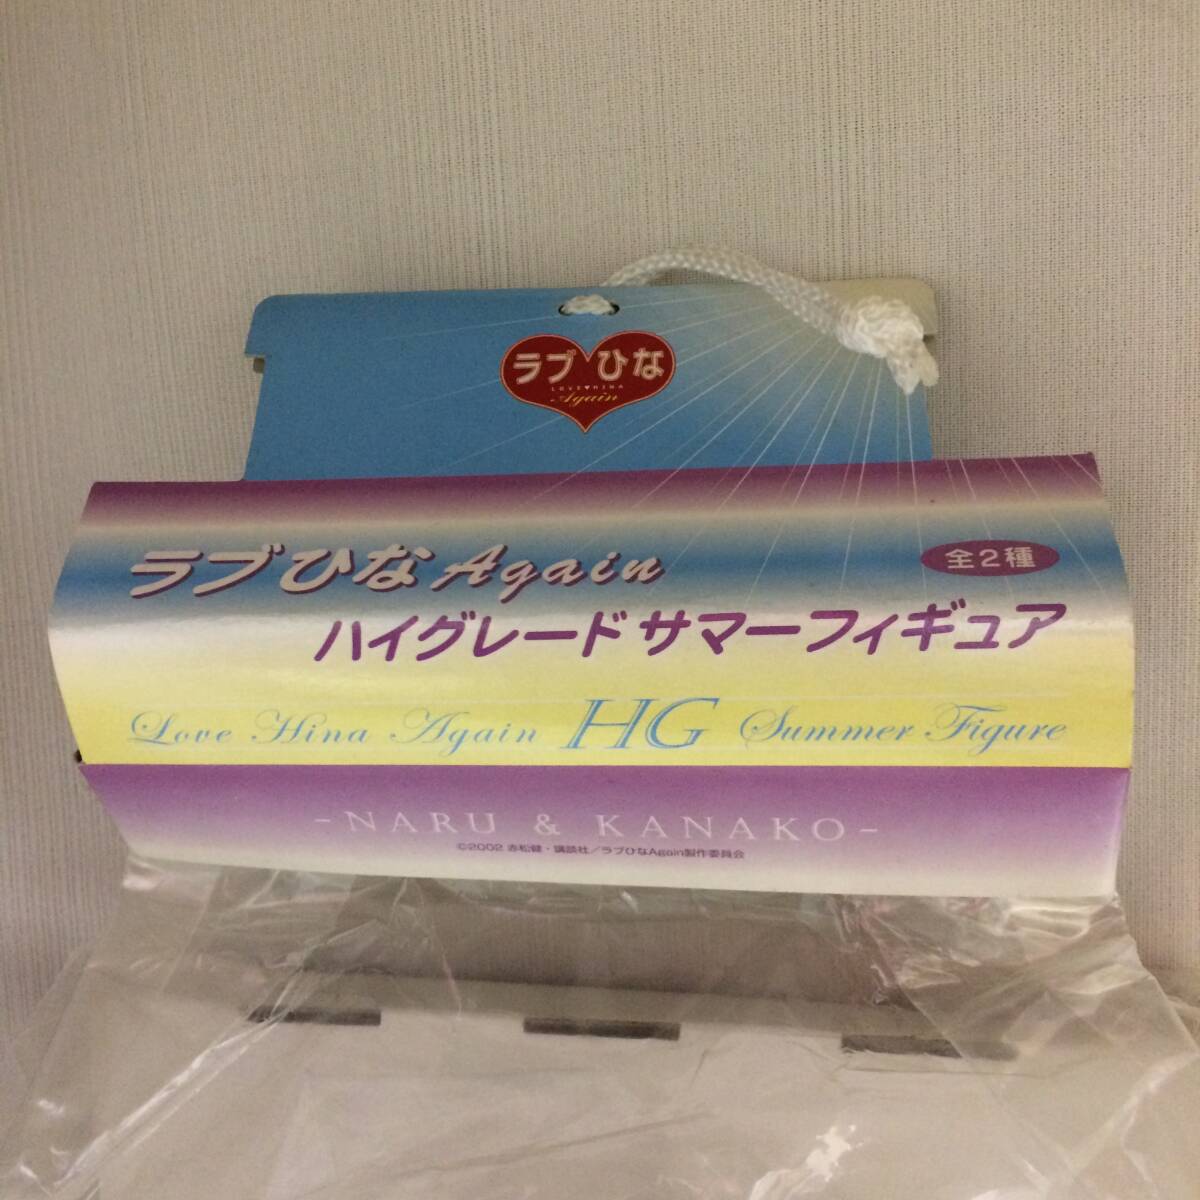 ラブ♥ひな
LOVE♥HINA
Again
ラブひなAgain
全2種
ハイグレードサマーフィギュア
Love Hina Again HG Summer Figure
-NARU & KANAKO-
©2002 赤松健・講談社／ラブひなAgain製作委員会